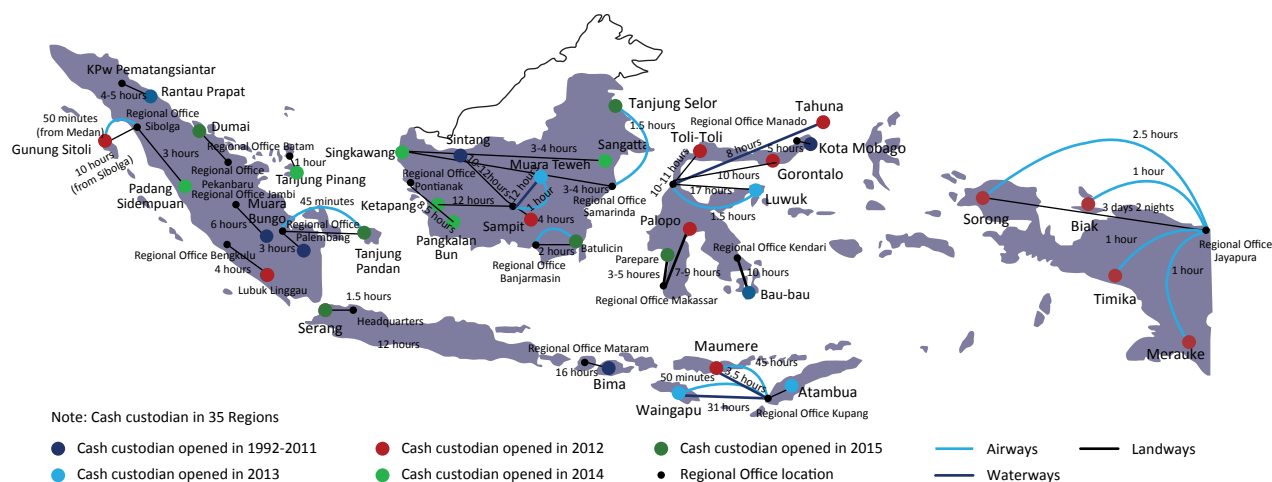 KPw Pematangsiantar
4-5 hours
Rantau Prapat
50 minutes
(from Medan)
Regional Office
Sibolga
Gunung Sitoli
10 hours
(from Sibolga)
Dumai
3 hours
Regional Office
Pekanbaru
Regional Office Batam
1 hour
Tanjung Pinang
Padang
Sidempuan
Regional Office Jambi
Muara
Bungo
45 minutes
6 hours
Regional Office
Palembang
3 hours
Tanjung
Pandan
Regional Office Bengkulu
4 hours
Lubuk Linggau
1.5 hours
Serang
Headquarters
12 hours
Singkawang
Sintang
3-4 hours
Tanjung Selor
1.5 hours
Sangatta
Muara Teweh
10-12hours
12 hour
1 hour
3-4 hours
Regional Office
Samarinda
Regional Office
Pontianak
Ketapang
12 hours
5 hours
Pangkalan
Bun
Sampit
4 hours
2 hours
Batulicin
Regional Office
Banjarmasin
Tahuna
Regional Office Manado
Toli-Toli
8 hours
5 hours
Kota Mobago
Gorontalo
10-11hours
10 hours
17 hours
Luwuk
1.5 hours
Palopo
Regional Office Kendari
Parepare
3-5 houres
7-9 hours
10 hours
Regional Office Makassar
Bau-bau
2.5 hours
1 hour
Sorong
3 days 2 nights
Biak
Regional Office
Jayapura
1 hour
Timika
1 hour
Merauke
Regional Office Mataram
16 hours
Bima
Maumere
45 hours
50 minutes
3.5 hours
Atambua
Waingapu
31 hours
Regional Office Kupang
Note: Cash custodian in 35 Regions
Cash custodian opened in 1992-2011
Cash custodian opened in 2012
Cash custodian opened in 2015
Airways
Landways
Cash custodian opened in 2013
Cash custodian opened in 2014
Regional Office location
Waterways